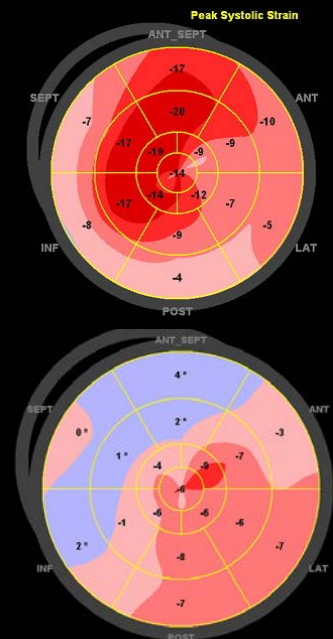 Peak Systolic Strain
ANT_SEPT
-17
SEPT
ANT
-7
-20
-10
-17
-19
-9
-9
-14
-17
-14
-12
-7
-8
-5
-9
INF
LAT
-4
POST
ANT_SEPT
4 *
SEPT
ANT
0 *
2 *
-3
1 *
-4
-9
-7
-6
-1
-6
-6
-6
2 *
-7
-8
INF
LAT
-7
POST